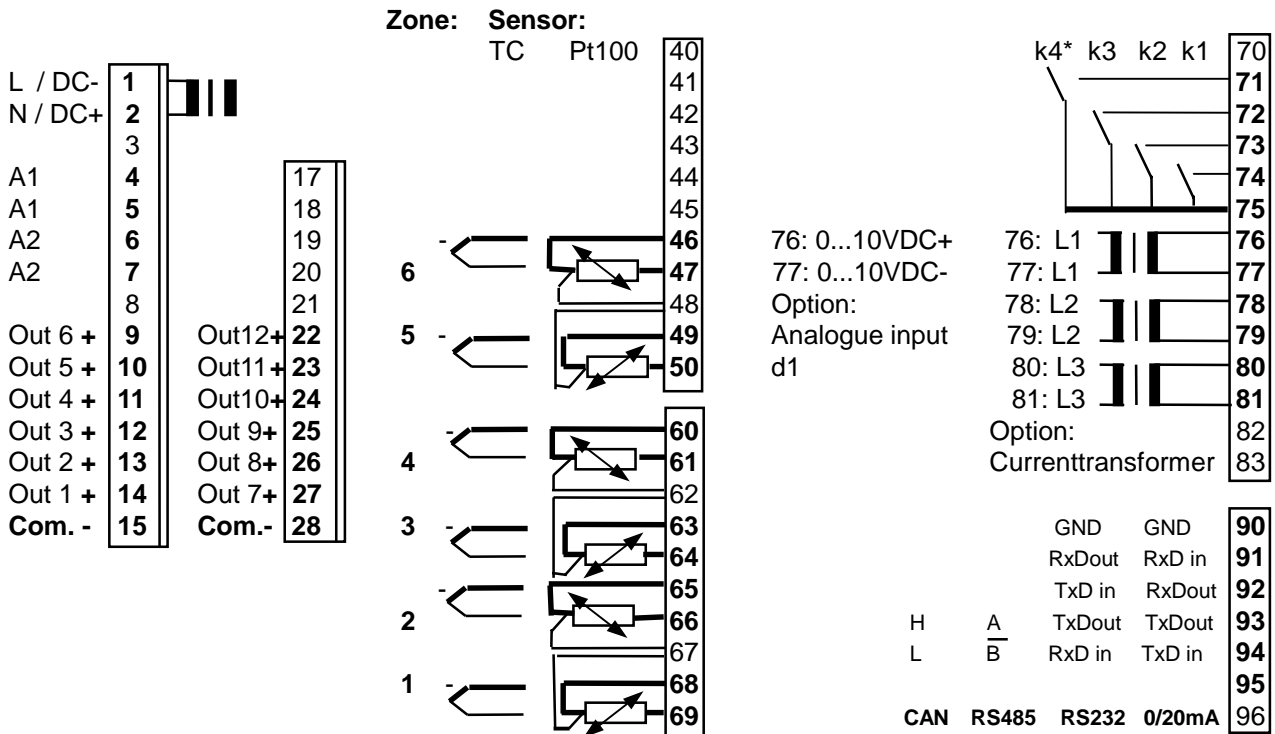 Zone: Sensor:
TC Pt100 40
41
42
43
44
45
- 46
6 47
48
5 - 49
50
- 60
4 61
62
3 - 63
64
- 65
2 66
67
1 - 68
69
L / DC- 1
N / DC+ 2
3
A1 4
A1 5
A2 6
A2 7
8
Out 6 + 9
Out 5 + 10
Out 4 + 11
Out 3 + 12
Out 2 + 13
Out 1 + 14
Com. - 15
17
18
19
20
21
Out12+ 22
Out11+ 23
Out10+ 24
Out 9+ 25
Out 8+ 26
Out 7+ 27
Com.- 28
76: 0...10VDC+
77: 0...10VDC-
Option:
Analogue input
d1
k4* k3 k2 k1 70
71
72
73
74
75
76: L1 76
77: L1 77
78: L2 78
79: L2 79
80: L3 80
81: L3 81
Option: 82
Currenttransformer 83
GND GND 90
RxDout RxD in 91
TxD in RxDout 92
H A TxDout TxDout 93
L B RxD in TxD in 94
95
CAN RS485 RS232 0/20mA 96